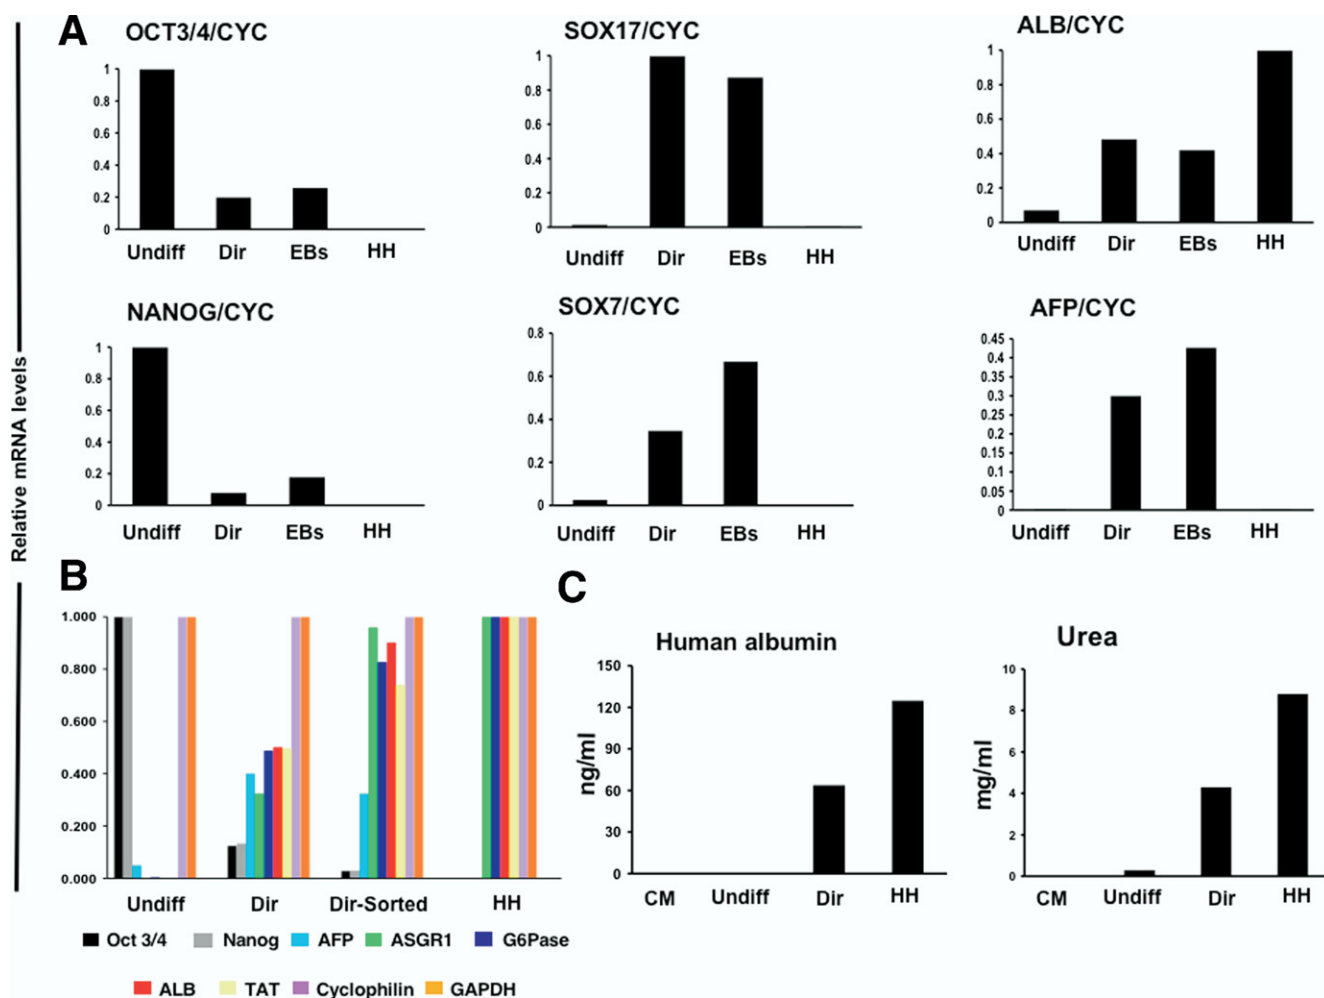 A
OCT3/4/CYC
1
0.8
0.6
0.4
0.2
0
Undiff Dir EBs HH
SOX17/CYC
1
0.8
0.6
0.4
0.2
0
Undiff Dir EBs HH
ALB/CYC
1
0.8
0.6
0.4
0.2
0
Undiff Dir EBs HH
Relative mRNA levels
NANOG/CYC
1
0.8
0.6
0.4
0.2
0
Undiff Dir EBs HH
SOX7/CYC
0.8
0.6
0.4
0.2
0
Undiff Dir EBs HH
AFP/CYC
0.45
0.4
0.35
0.3
0.25
0.2
0.15
0.1
0.05
0
Undiff Dir EBs HH
B
1.000
0.800
0.600
0.400
0.200
0.000
Undiff Dir Dir-Sorted HH
Oct 3/4 Nanog AFP ASGR1 G6Pase
ALB TAT Cyclophilin GAPDH
C
Human albumin
ng/ml
150
120
90
60
30
0
CM Undiff Dir HH
Urea
mg/ml
10
8
6
4
2
0
CM Undiff Dir HH